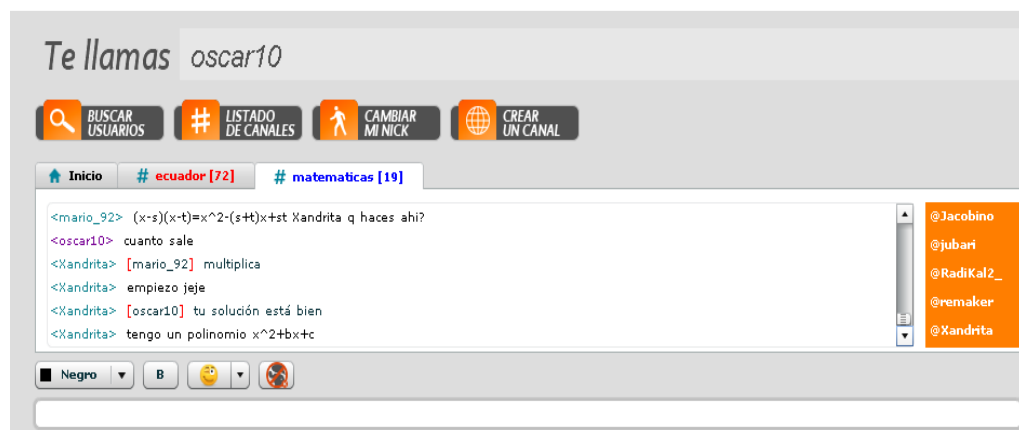 Te llamas oscar10
BUSCAR
USUARIOS
LISTADO
DE CANALES
CAMBIAR
MI NICK
CREAR
UN CANAL
Inicio
# ecuador [72]
# matematicas [19]
<mario_92> (x-s)(x-t)=x^2-(s+t)x+st Xandrita q haces ahi?
<oscar10> cuanto sale
<Xandrita> [mario_92] multiplica
<Xandrita> empiezo jeje
<Xandrita> [oscar10] tu solución está bien
<Xandrita> tengo un polinomio x^2+bx+c
@Jacobino
@jubari
@RadiKal2_
@remaker
@Xandrita
Negro
B